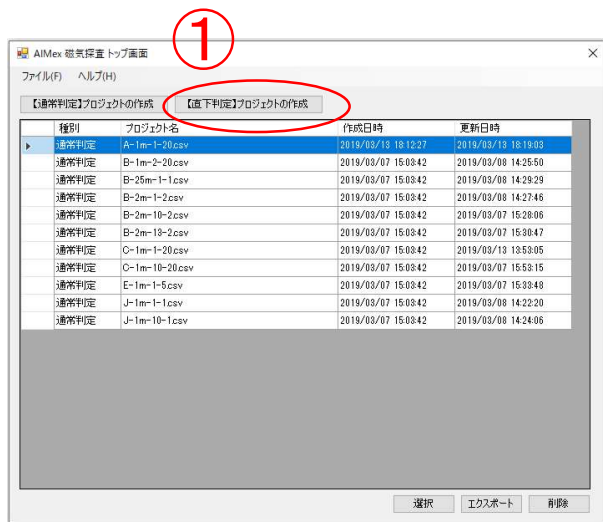 ①
AIMex 磁気探査 トップ画面
ファイル(F) ヘルプ(H)
【通常判定】プロジェクトの作成 【直下判定】プロジェクトの作成
種別 プロジェクト名 作成日時 更新日時
通常判定 A-1m-1-20.csv 2019/03/13 18:12:27 2019/03/13 18:19:03
通常判定 B-1m-2-20.csv 2019/03/07 15:03:42 2019/03/08 14:25:50
通常判定 B-25m-1-1.csv 2019/03/07 15:03:42 2019/03/08 14:29:29
通常判定 B-2m-1-2.csv 2019/03/07 15:03:42 2019/03/08 14:27:46
通常判定 B-2m-10-2.csv 2019/03/07 15:03:42 2019/03/07 15:28:06
通常判定 B-2m-13-2.csv 2019/03/07 15:03:42 2019/03/07 15:30:47
通常判定 C-1m-1-20.csv 2019/03/07 15:03:42 2019/03/13 13:53:05
通常判定 C-1m-10-20.csv 2019/03/07 15:03:42 2019/03/07 15:53:15
通常判定 E-1m-1-5.csv 2019/03/07 15:03:42 2019/03/07 15:33:48
通常判定 J-1m-1-1.csv 2019/03/07 15:03:42 2019/03/08 14:22:20
通常判定 J-1m-10-1.csv 2019/03/07 15:03:42 2019/03/08 14:24:06
選択 エクスポート 削除